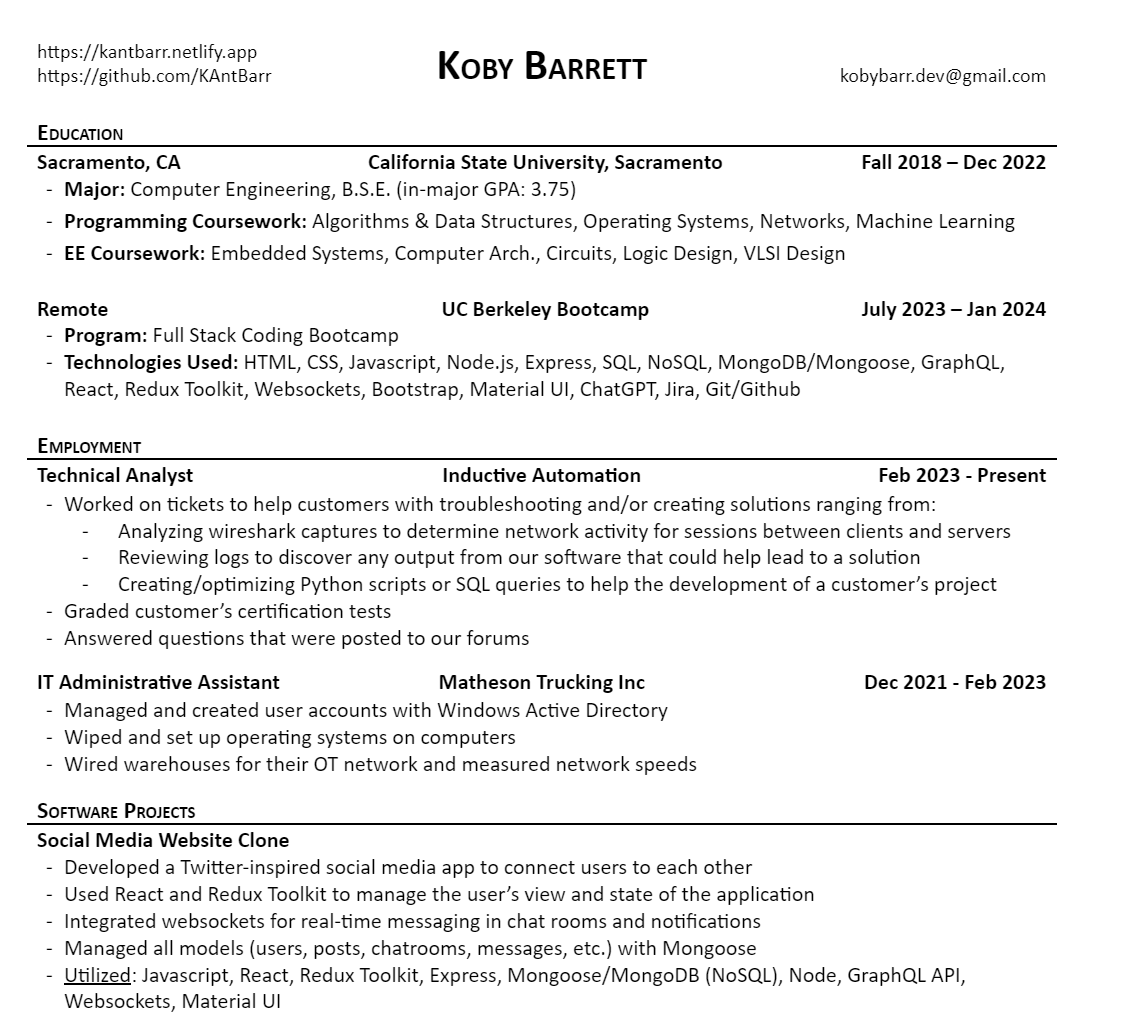 https://kantbarr.netlify.app
https://github.com/KAntBarr
Koby Barrett
kobybarr.dev@gmail.com
Education
Sacramento, CA California State University, Sacramento Fall 2018 – Dec 2022
- Major: Computer Engineering, B.S.E. (in-major GPA: 3.75)
- Programming Coursework: Algorithms & Data Structures, Operating Systems, Networks, Machine Learning
- EE Coursework: Embedded Systems, Computer Arch., Circuits, Logic Design, VLSI Design
Remote UC Berkeley Bootcamp July 2023 – Jan 2024
- Program: Full Stack Coding Bootcamp
- Technologies Used: HTML, CSS, Javascript, Node.js, Express, SQL, NoSQL, MongoDB/Mongoose, GraphQL,
React, Redux Toolkit, Websockets, Bootstrap, Material UI, ChatGPT, Jira, Git/Github
Employment
Technical Analyst Inductive Automation Feb 2023 - Present
- Worked on tickets to help customers with troubleshooting and/or creating solutions ranging from:
- Analyzing wireshark captures to determine network activity for sessions between clients and servers
- Reviewing logs to discover any output from our software that could help lead to a solution
- Creating/optimizing Python scripts or SQL queries to help the development of a customer’s project
- Graded customer’s certification tests
- Answered questions that were posted to our forums
IT Administrative Assistant Matheson Trucking Inc Dec 2021 - Feb 2023
- Managed and created user accounts with Windows Active Directory
- Wiped and set up operating systems on computers
- Wired warehouses for their OT network and measured network speeds
Software Projects
Social Media Website Clone
- Developed a Twitter-inspired social media app to connect users to each other
- Used React and Redux Toolkit to manage the user’s view and state of the application
- Integrated websockets for real-time messaging in chat rooms and notifications
- Managed all models (users, posts, chatrooms, messages, etc.) with Mongoose
- Utilized: Javascript, React, Redux Toolkit, Express, Mongoose/MongoDB (NoSQL), Node, GraphQL API,
Websockets, Material UI